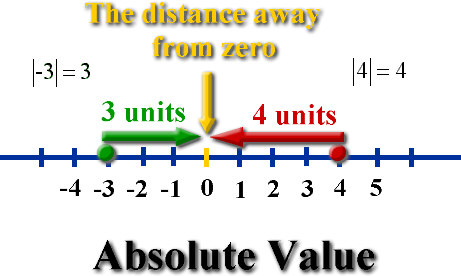 The distance away
from zero
|-3| = 3
|4| = 4
3 units
4 units
-4 -3 -2 -1 0 1 2 3 4 5
Absolute Value